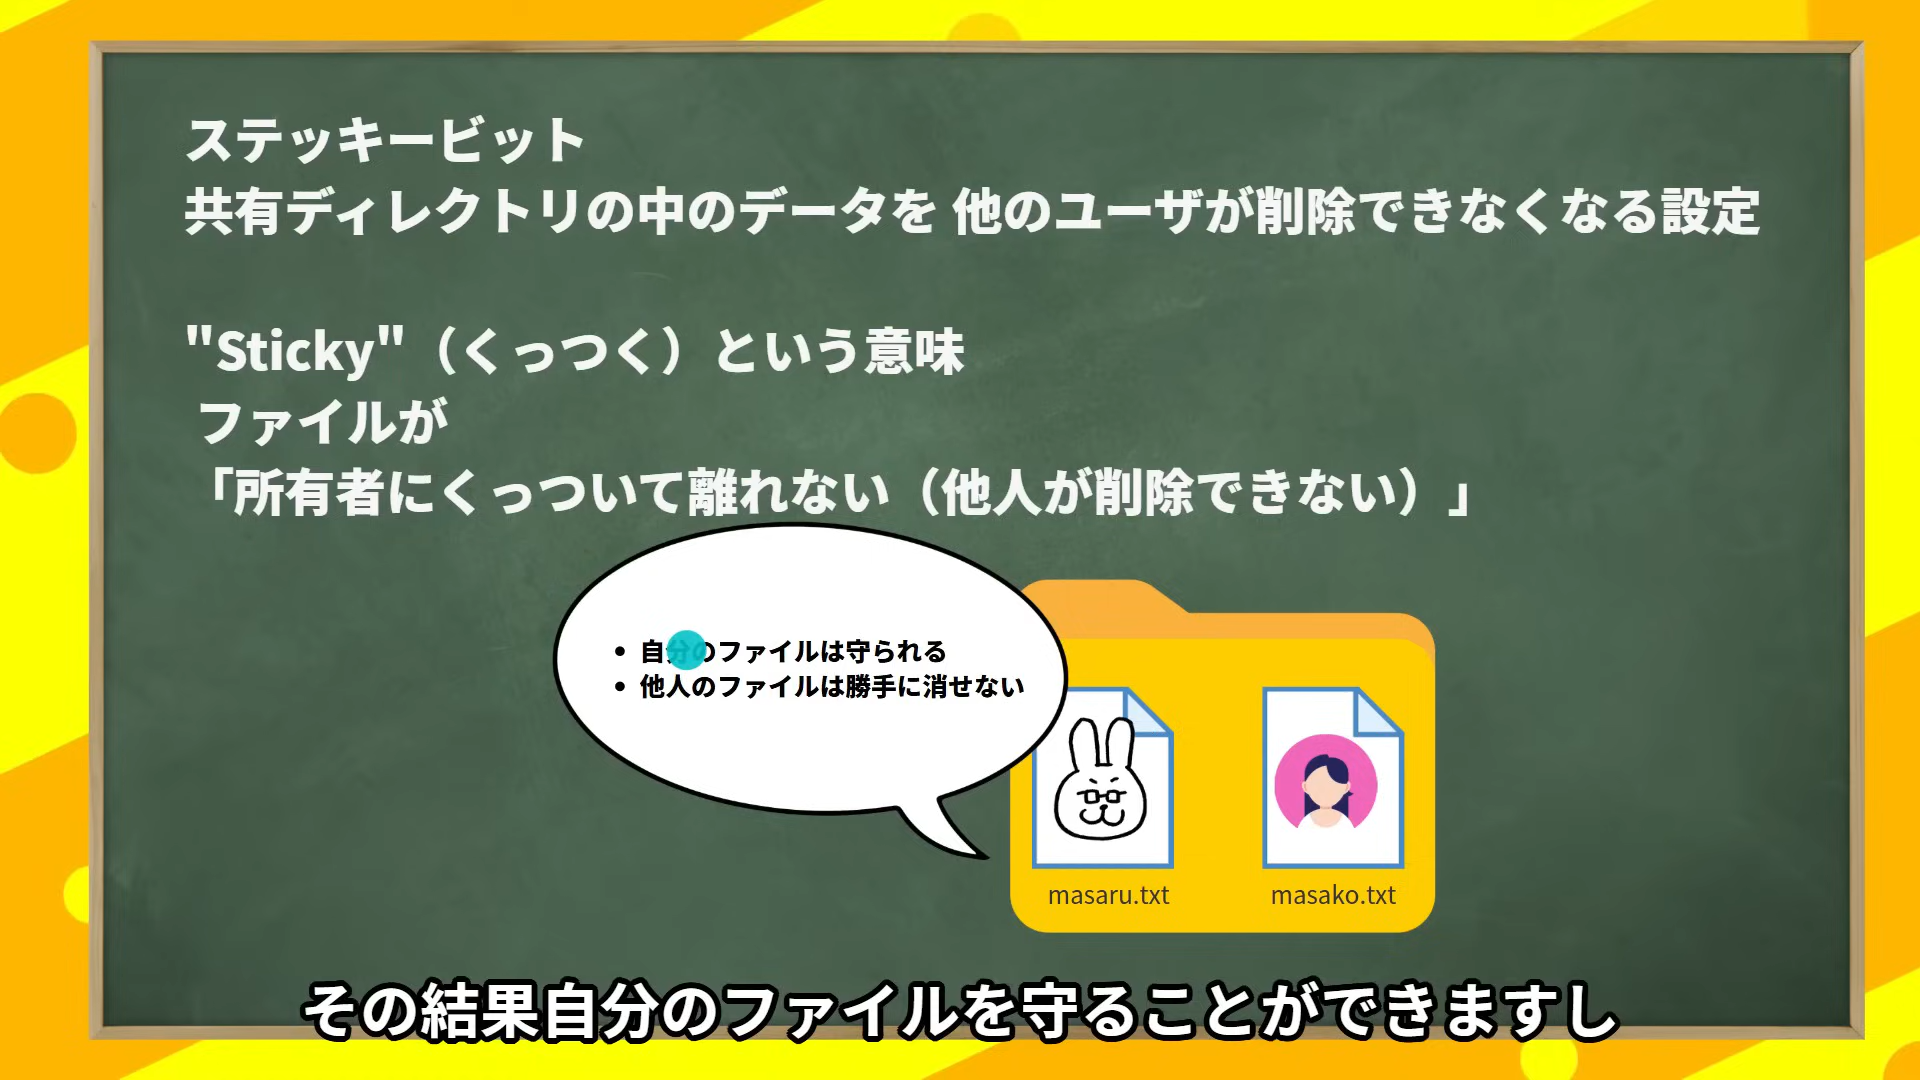 ステッキービット
共有ディレクトリの中のデータを 他のユーザが削除できなくなる設定
"Sticky"（くっつく）という意味
ファイルが
「所有者にくっついて離れない（他人が削除できない）」
• 自分のファイルは守られる
• 他人のファイルは勝手に消せない
masaru.txt
masako.txt
その結果自分のファイルを守ることができますし